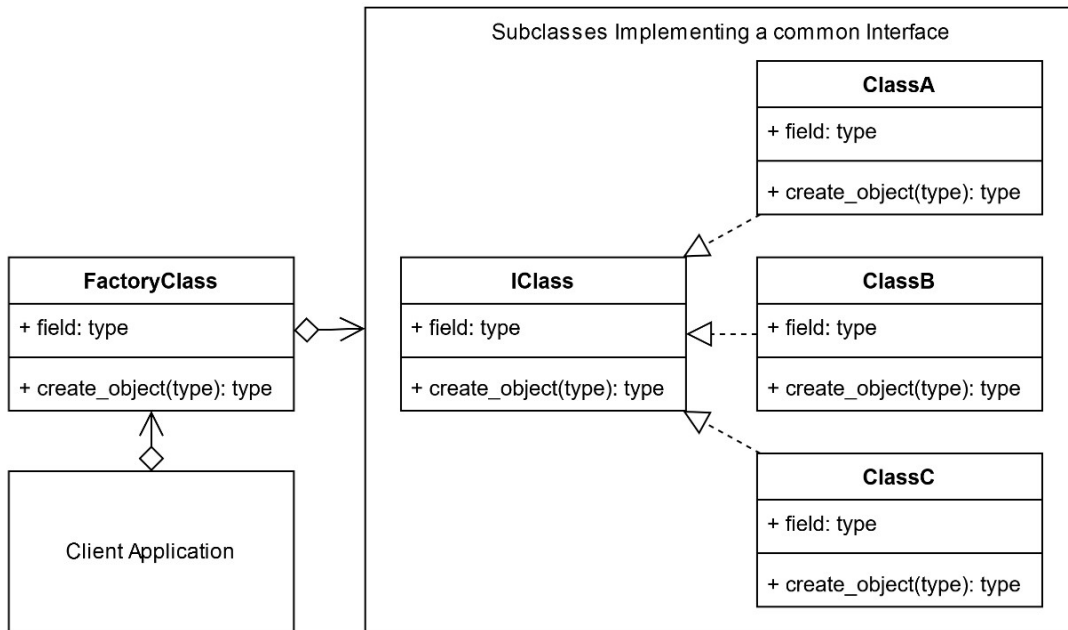 Subclasses Implementing a common Interface
ClassA
+ field: type
+ create_object(type): type
FactoryClass
+ field: type
+ create_object(type): type
IClass
+ field: type
+ create_object(type): type
ClassB
+ field: type
+ create_object(type): type
Client Application
ClassC
+ field: type
+ create_object(type): type